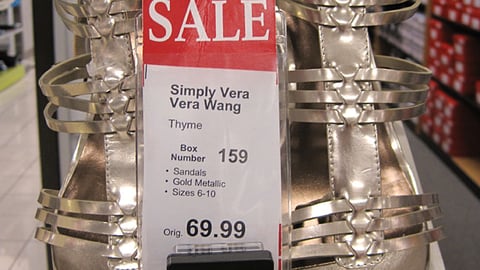 SALE
Simply Vera
Vera Wang
Thyme
Box
Number 159
• Sandals
• Gold Metallic
• Sizes 6-10
Orig. 69.99